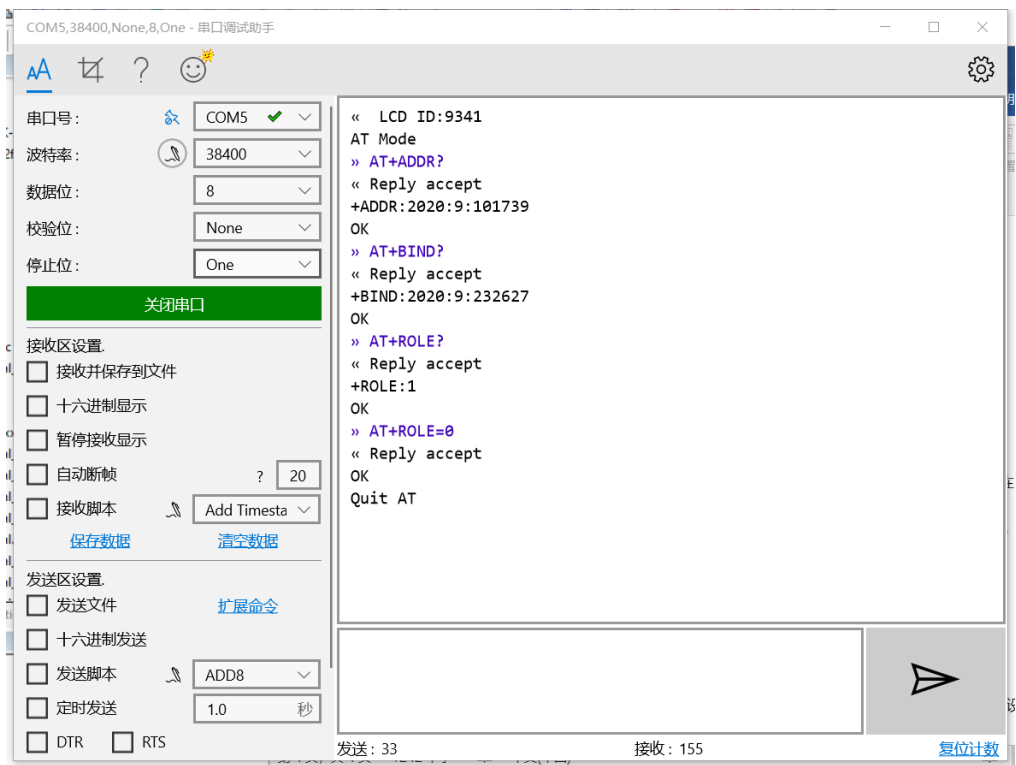 COM5,38400,None,8,One - 串口调试助手
串口号: COM5
波特率: 38400
数据位: 8
校验位: None
停止位: One
关闭串口
接收区设置.
接收并保存到文件
十六进制显示
暂停接收显示
自动断帧 ? 20
接收脚本 Add Timesta
保存数据 清空数据
发送区设置.
发送文件 扩展命令
十六进制发送
发送脚本 ADD8
定时发送 1.0 秒
DTR RTS
« LCD ID:9341
AT Mode
» AT+ADDR?
« Reply accept
+ADDR:2020:9:101739
OK
» AT+BIND?
« Reply accept
+BIND:2020:9:232627
OK
» AT+ROLE?
« Reply accept
+ROLE:1
OK
» AT+ROLE=0
« Reply accept
OK
Quit AT
发送: 33 接收: 155 复位计数